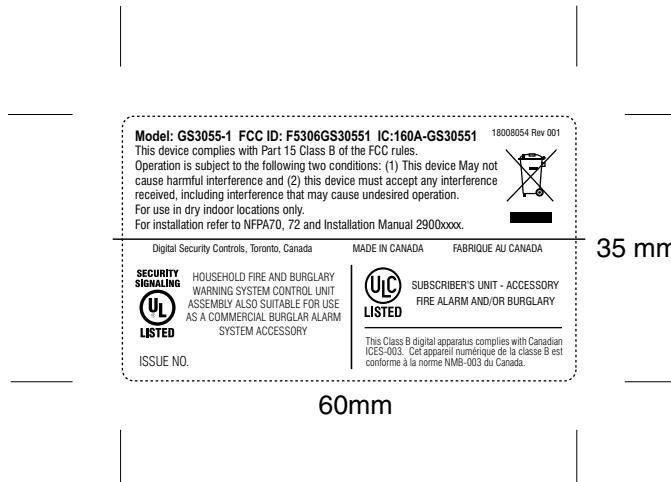 Model: GS3055-1  FCC ID: F5306GS30551  IC:160A-GS30551
18008054 Rev 001
This device complies with Part 15 Class B of the FCC rules.
Operation is subject to the following two conditions: (1) This device May not
cause harmful interference and (2) this device must accept any interference
received, including interference that may cause undesired operation.
For use in dry indoor locations only.
For installation refer to NFPA70, 72 and Installation Manual 2900xxxx.
Digital Security Controls, Toronto, Canada
MADE IN CANADA
FABRIQUE AU CANADA
35 mm
SECURITY
SIGNALING
UL
LISTED
HOUSEHOLD FIRE AND BURGLARY
WARNING SYSTEM CONTROL UNIT
ASSEMBLY ALSO SUITABLE FOR USE
AS A COMMERCIAL BURGLAR ALARM
SYSTEM ACCESSORY
ISSUE NO.
ULC
LISTED
SUBSCRIBER'S UNIT - ACCESSORY
FIRE ALARM AND/OR BURGLARY
This Class B digital apparatus complies with Canadian
ICES-003.  Cet appareil numérique de la classe B est
conforme à la norme NMB-003 du Canada.
60mm